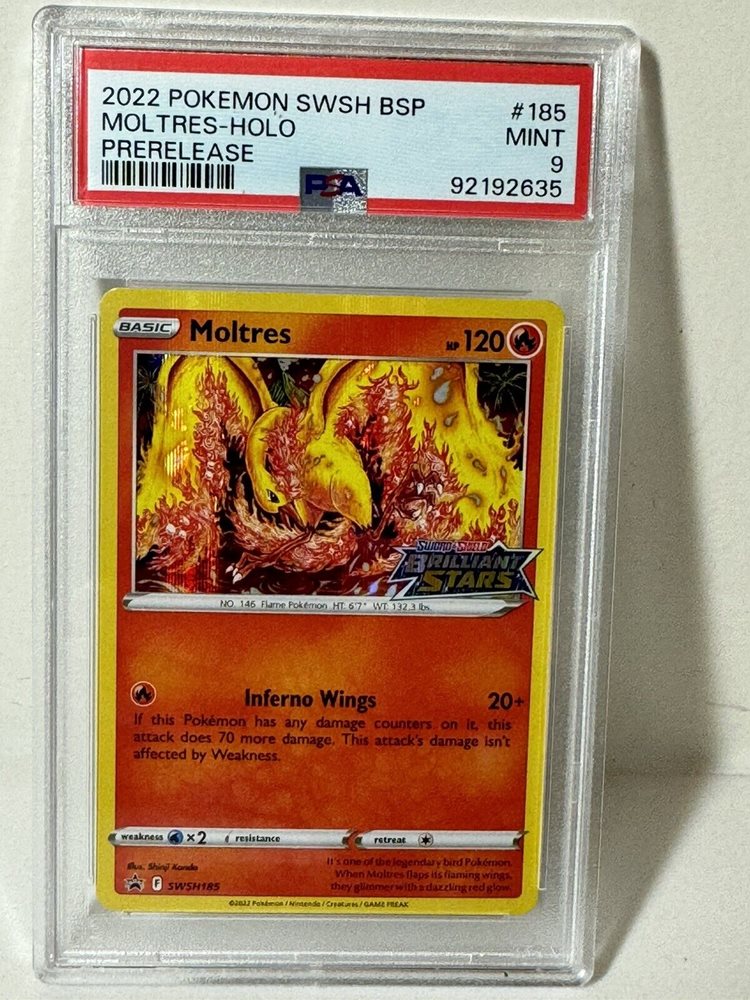 2022 POKEMON SWSH BSP
#185
MOLTRES-HOLO
MINT
PRERELEASE
9
PSA
92192635
BASIC
Moltres
HP 120
SWORD & SHIELD
BRILLIANT
STARS
NO. 146 Flame Pokémon HT: 6'7" WT: 132.3 lbs.
Inferno Wings 20+
If this Pokémon has any damage counters on it, this
attack does 70 more damage. This attack's damage isn't
affected by Weakness.
weakness ×2 resistance retreat
Illus. Shinji Kanda
It's one of the legendary bird Pokémon.
When Moltres flaps its flaming wings,
they glimmer with a dazzling red glow.
F SWSH185
©2022 Pokémon / Nintendo / Creatures / GAME FREAK